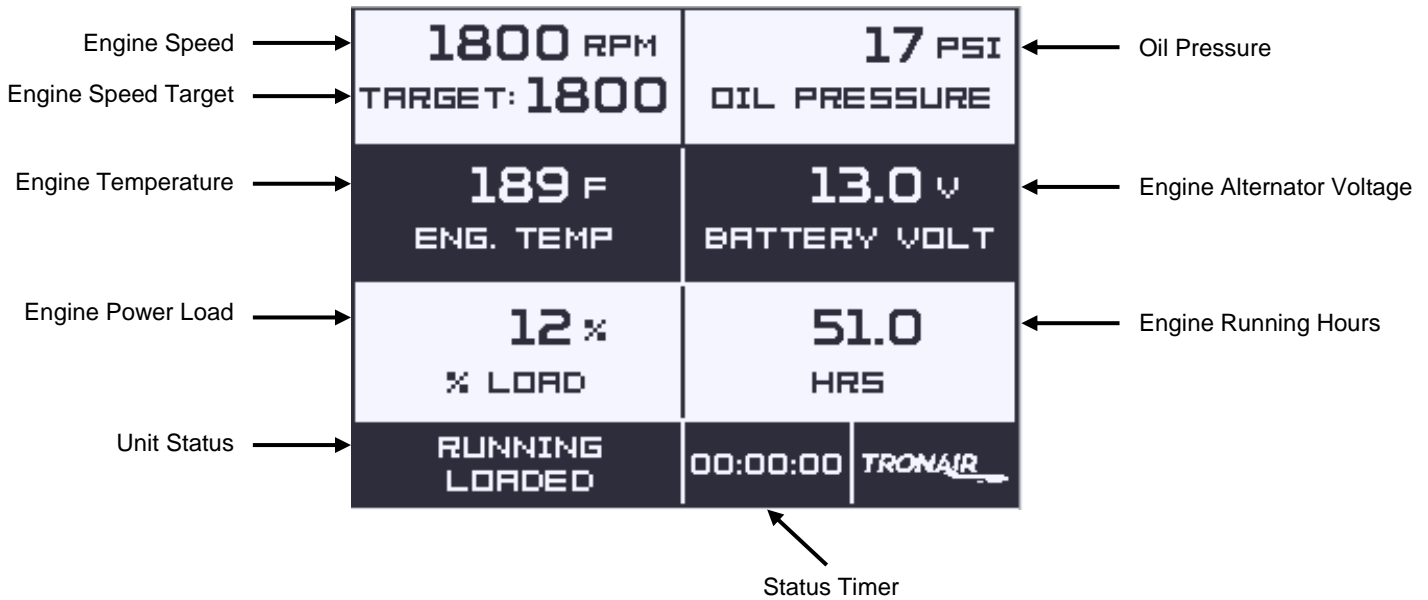 Engine Speed
1800 RPM
17 PSI
Oil Pressure
Engine Speed Target
TARGET: 1800
OIL PRESSURE
Engine Temperature
189 F
13.0 V
Engine Alternator Voltage
ENG. TEMP
BATTERY VOLT
Engine Power Load
12 %
51.0
Engine Running Hours
% LOAD
HRS
Unit Status
RUNNING
LOADED
00:00:00
TRONAIR
Status Timer